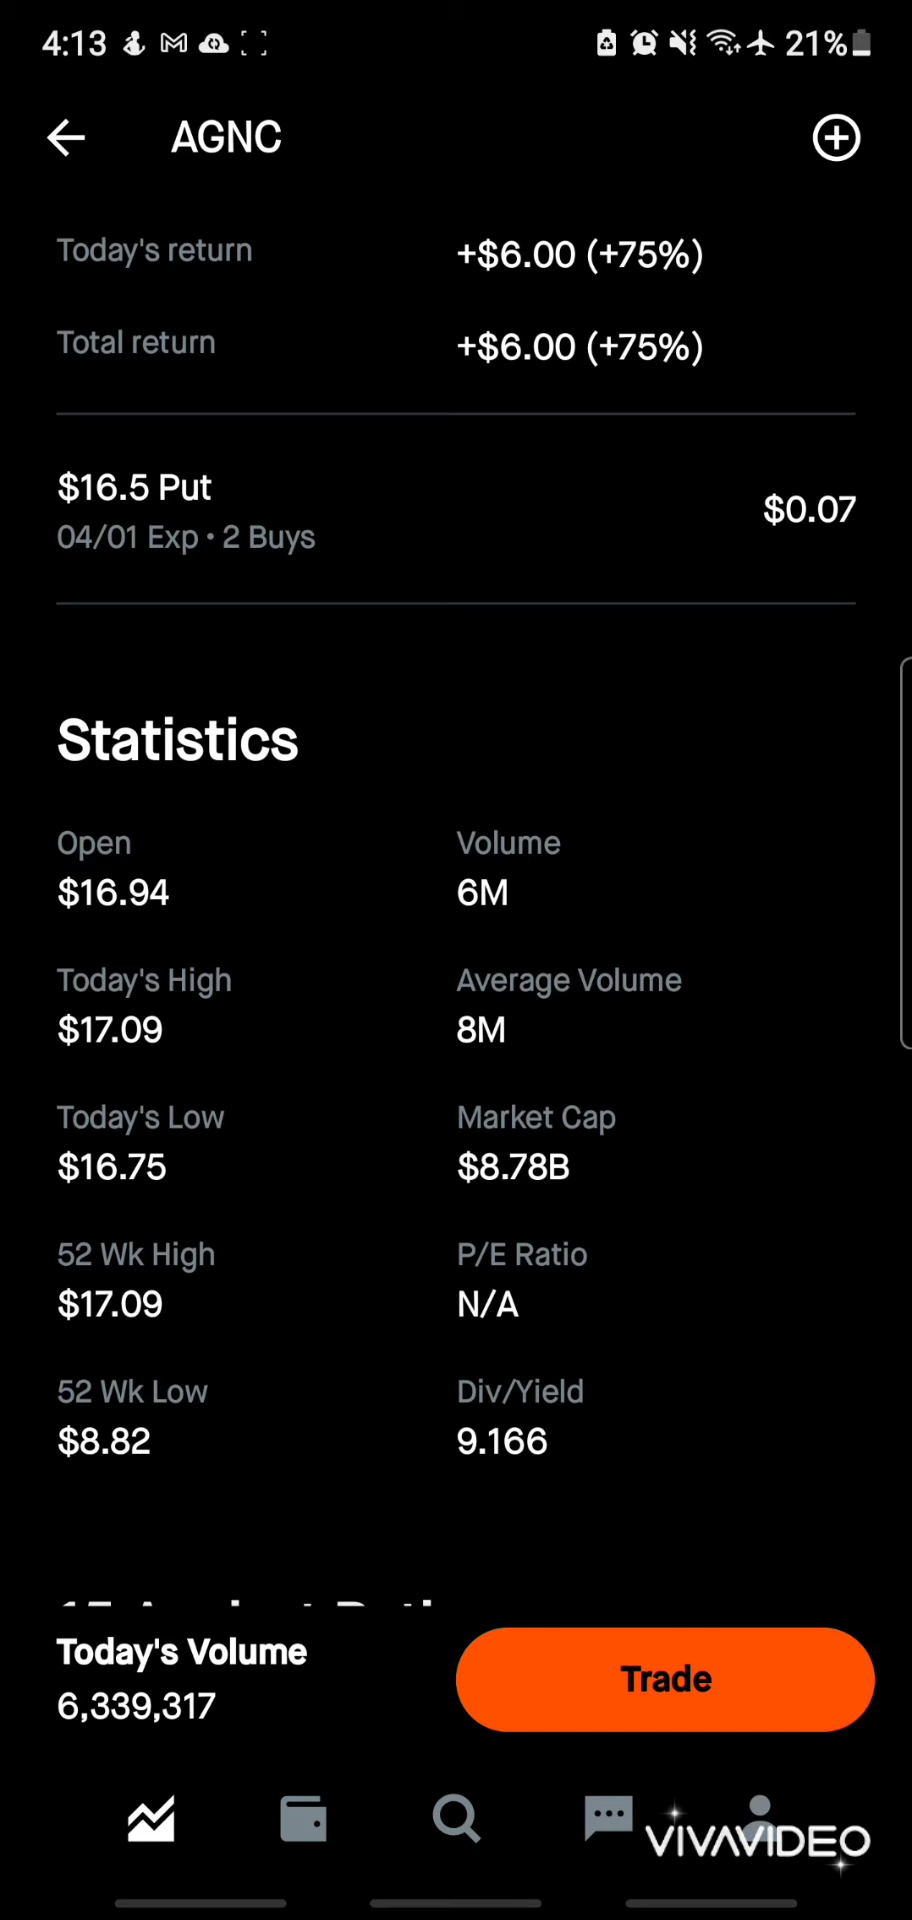 4:13
21%
AGNC
Today's return +$6.00 (+75%)
Total return +$6.00 (+75%)
$16.5 Put
$0.07
04/01 Exp • 2 Buys
Statistics
Open Volume
$16.94 6M
Today's High Average Volume
$17.09 8M
Today's Low Market Cap
$16.75 $8.78B
52 Wk High P/E Ratio
$17.09 N/A
52 Wk Low Div/Yield
$8.82 9.166
Today's Volume
6,339,317
Trade
VIVAVIDEO